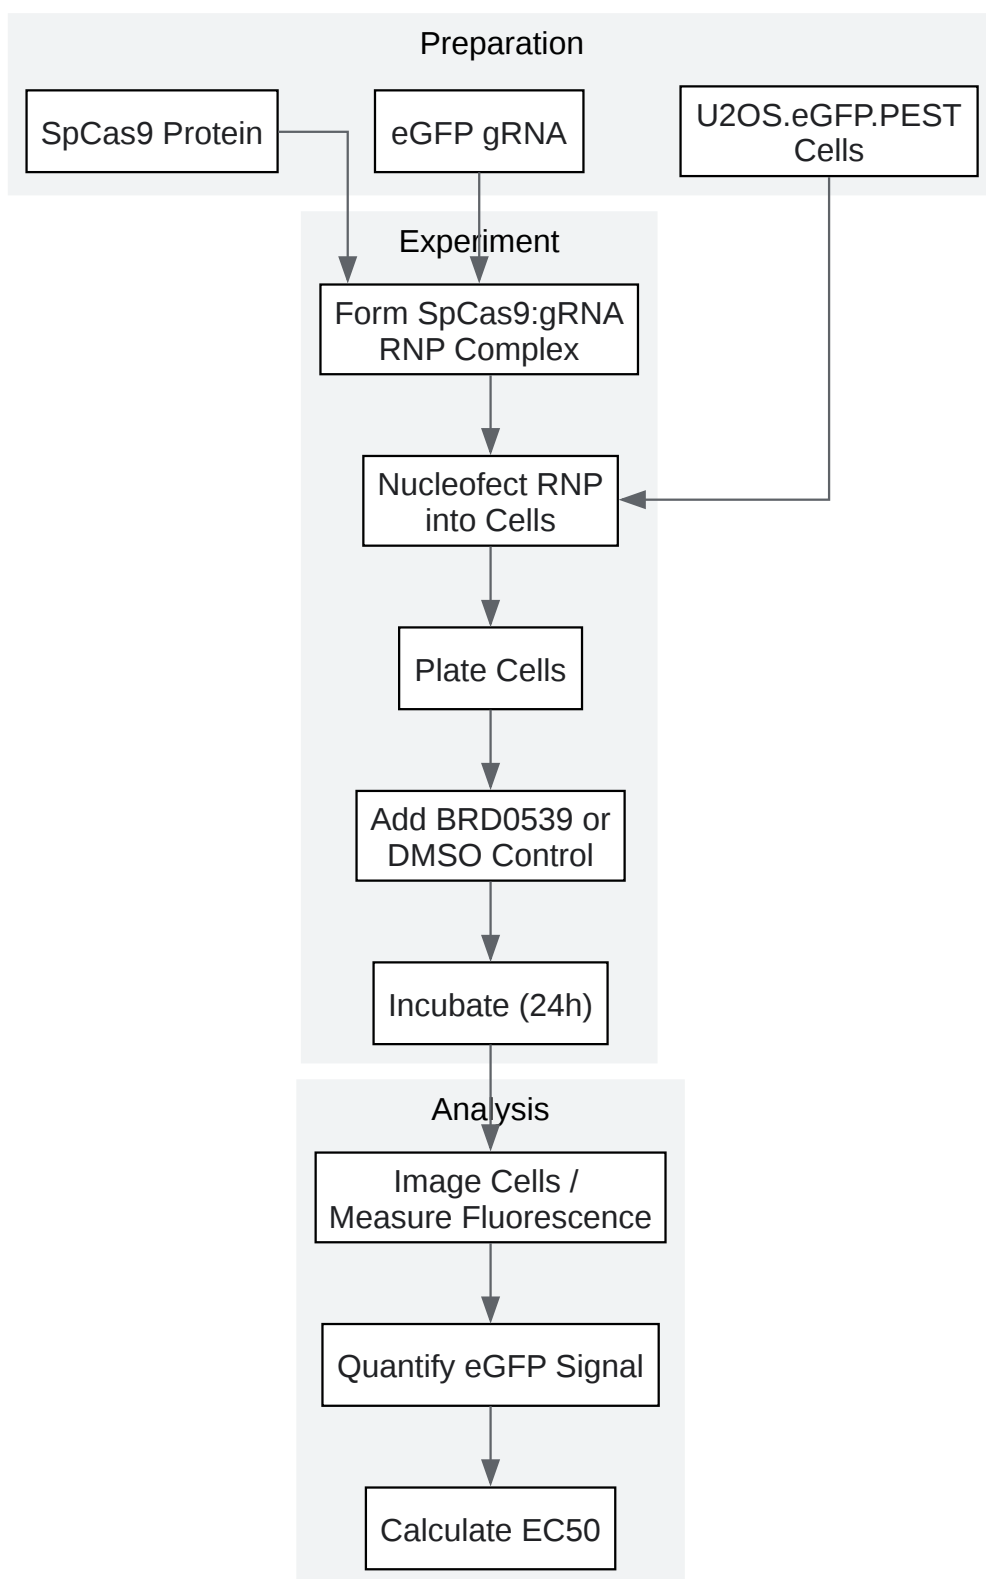 Preparation
SpCas9 Protein
eGFP gRNA
U2OS.eGFP.PEST
Cells
Experiment
Form SpCas9:gRNA
RNP Complex
Nucleofect RNP
into Cells
Plate Cells
Add BRD0539 or
DMSO Control
Incubate (24h)
Analysis
Image Cells /
Measure Fluorescence
Quantify eGFP Signal
Calculate EC50